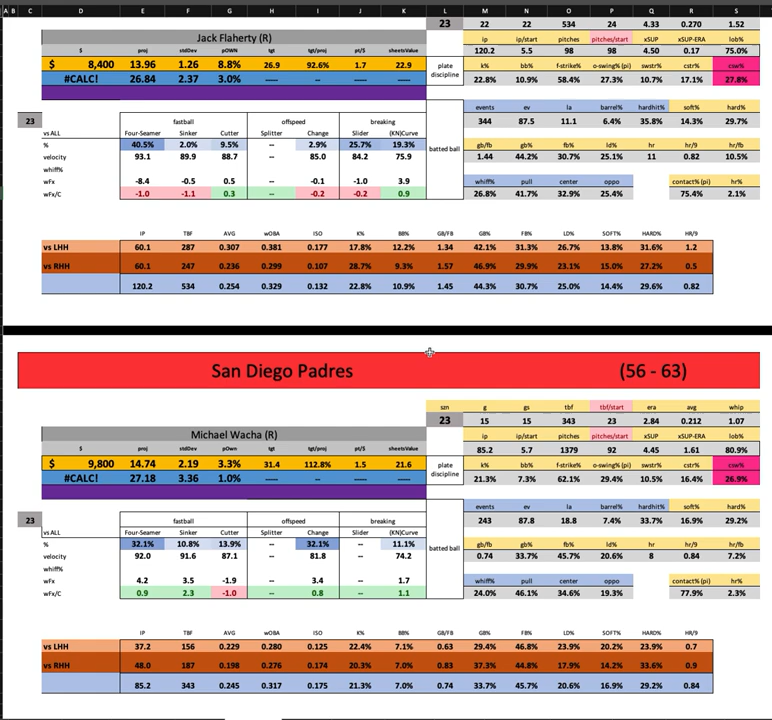 A B C D E F G H I J K L M N O P Q R S
23 22 22 534 24 4.33 0.270 1.52
Jack Flaherty (R) ip ip/start pitches pitches/start xSUP xSUP-ERA lob%
$ proj stdDev pOWN tgt tgt/proj pt/$ sheetsValue 120.2 5.5 98 98 4.50 0.17 75.0%
$ 8,400 13.96 1.26 8.8% 26.9 92.6% 1.7 22.9 plate discipline k% bb% f-strike% o-swing% (pi) swstr% cstr% csw%
#CALC! 26.84 2.37 3.0% ---- -- -- ---- 22.8% 10.9% 58.4% 27.3% 10.7% 17.1% 27.8%
events ev la barrel% hardhit% soft% hard%
23 fastball offspeed breaking 344 87.5 11.1 6.4% 35.8% 14.3% 29.7%
vs ALL Four-Seamer Sinker Cutter Splitter Change Slider (KN)Curve
% 40.5% 2.0% 9.5% -- 2.9% 25.7% 19.3% batted ball gb/fb gb% fb% ld% hr hr/9 hr/fb
velocity 93.1 89.9 88.7 -- 85.0 84.2 75.9 1.44 44.2% 30.7% 25.1% 11 0.82 10.5%
whiff%
wfx -8.4 -0.5 0.5 -- -0.1 -1.0 3.9 whiff% pull center oppo contact% (pi) hr%
wFx/C -1.0 -1.1 0.3 -- -0.2 -0.2 0.9 26.8% 41.7% 32.9% 25.4% 75.4% 2.1%
IP TBF AVG wOBA ISO K% BB% GB/FB GB% FB% LD% SOFT% HARD% HR/9
vs LHH 60.1 287 0.307 0.381 0.177 17.8% 12.2% 1.34 42.1% 31.3% 26.7% 13.8% 31.6% 1.2
vs RHH 60.1 247 0.236 0.299 0.107 28.7% 9.3% 1.57 46.9% 29.9% 23.1% 15.0% 27.2% 0.5
120.2 534 0.254 0.329 0.132 22.8% 10.9% 1.45 44.3% 30.7% 25.0% 14.4% 29.6% 0.82
San Diego Padres (56 - 63)
szn g gs tbf tbf/start era avg whip
23 15 15 343 23 2.84 0.212 1.07
Michael Wacha (R) ip ip/start pitches pitches/start xSUP xSUP-ERA lob%
$ proj stdDev pOwn tgt tgt/proj pt/$ sheetsValue 85.2 5.7 1379 92 4.45 1.61 80.9%
$ 9,800 14.74 2.19 3.3% 31.4 112.8% 1.5 21.6 plate discipline k% bb% f-strike% o-swing% (pi) swstr% cstr% csw%
#CALC! 27.18 3.36 1.0% ---- -- -- ---- 21.3% 7.3% 62.1% 29.4% 10.5% 16.4% 26.9%
events ev la barrel% hardhit% soft% hard%
23 fastball offspeed breaking 243 87.8 18.8 7.4% 33.7% 16.9% 29.2%
vs ALL Four-Seamer Sinker Cutter Splitter Change Slider (KN)Curve
% 32.1% 10.8% 13.9% -- 32.1% -- 11.1% batted ball gb/fb gb% fb% ld% hr hr/9 hr/fb
velocity 92.0 91.6 87.1 -- 81.8 -- 74.2 0.74 33.7% 45.7% 20.6% 8 0.84 7.2%
whiff%
wFx 4.2 3.5 -1.9 -- 3.4 -- 1.7 whiff% pull center oppo contact% (pi) hr%
wFx/C 0.9 2.3 -1.0 -- 0.8 -- 1.1 24.0% 46.1% 34.6% 19.3% 77.9% 2.3%
IP TBF AVG wOBA ISO K% BB% GB/FB GB% FB% LD% SOFT% HARD% HR/9
vs LHH 37.2 156 0.229 0.280 0.125 22.4% 7.1% 0.63 29.4% 46.8% 23.9% 20.2% 23.9% 0.7
vs RHH 48.0 187 0.198 0.276 0.174 20.3% 7.0% 0.83 37.3% 44.8% 17.9% 14.2% 33.6% 0.9
85.2 343 0.245 0.317 0.175 21.3% 7.0% 0.74 33.7% 45.7% 20.6% 16.9% 29.2% 0.84